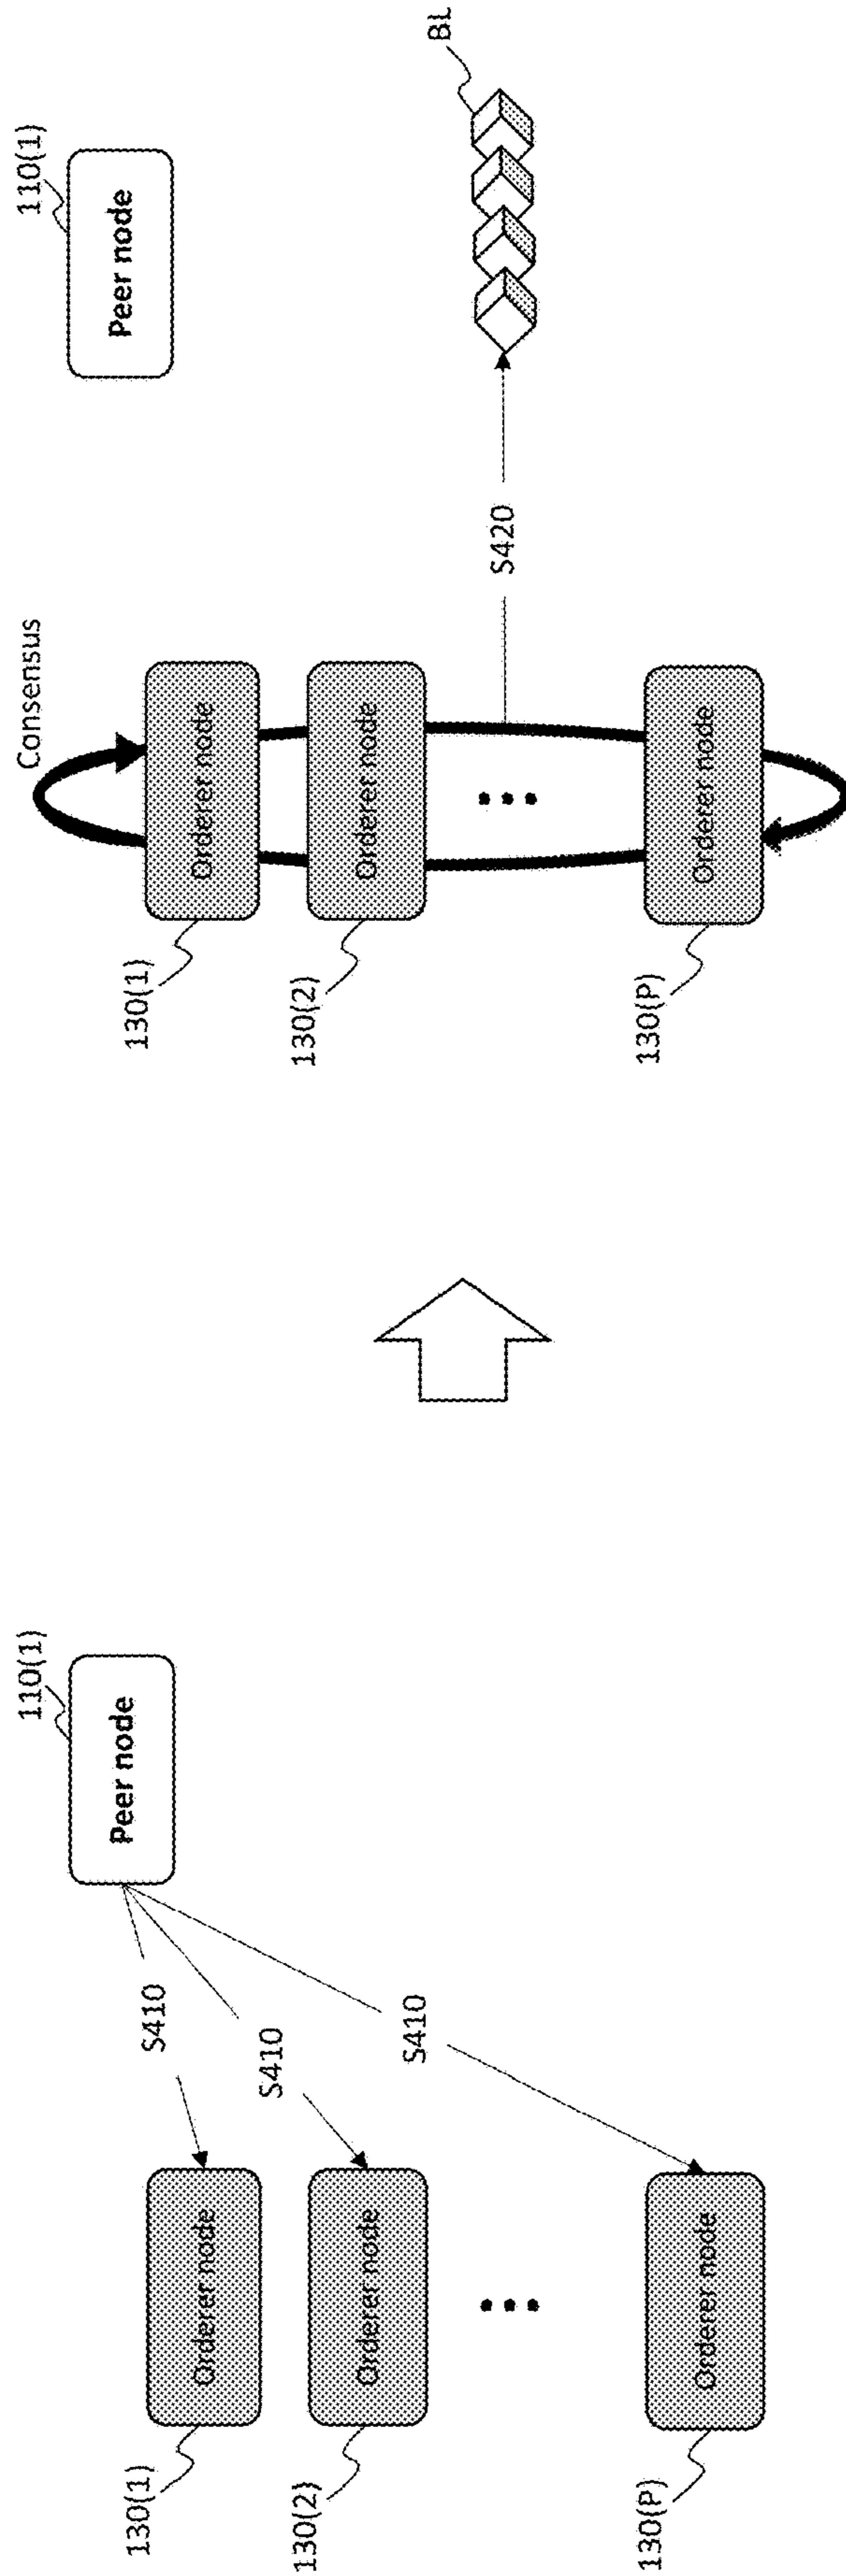 110(1)
Peer node
S410
S410
S410
130(1)
Orderer node
130(2}
Orderer node
130(P)
Orderer node
Consensus
110(1)
Peer node
130(1)
Orderer node
130(2)
Orderer node
130(P)
Orderer node
S420
BL